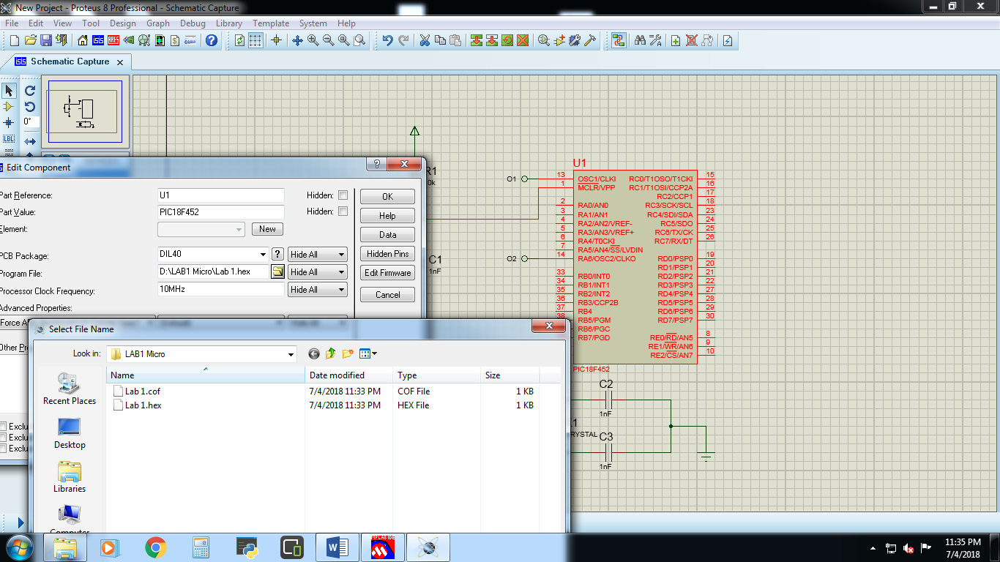 New Project - Proteus 8 Professional - Schematic Capture
File Edit View Tool Design Graph Debug Library Template System Help
Schematic Capture
0°
LBL
Edit Component
Part Reference: U1 Hidden: OK
Part Value: PIC18F452 Hidden: Help
Element: New Data
PCB Package: DIL40 ? Hide All Hidden Pins
Program File: D:\LAB1 Micro\Lab 1.hex Hide All Edit Firmware
Processor Clock Frequency: 10MHz Hide All Cancel
Advanced Properties:
Other Pr
Exclu
Exclu
Exclu
Select File Name
Look in: LAB1 Micro
Name Date modified Type Size
Lab 1.cof 7/4/2018 11:33 PM COF File 1 KB
Lab 1.hex 7/4/2018 11:33 PM HEX File 1 KB
Recent Places
Desktop
Libraries
Computer
R1
0k
C1
1nF
U1
O1 13 OSC1/CLKI RC0/T1OSO/T1CKI 15
1 MCLR/VPP RC1/T1OSI/CCP2A 16
RC2/CCP1 17
2 RA0/AN0 RC3/SCK/SCL 18
3 RA1/AN1 RC4/SDI/SDA 23
4 RA2/AN2/VREF- RC5/SDO 24
5 RA3/AN3/VREF+ RC6/TX/CK 25
6 RA4/T0CKI RC7/RX/DT 26
7 RA5/AN4/SS/LVDIN
O2 14 RA6/OSC2/CLKO RD0/PSP0 19
RD1/PSP1 20
33 RB0/INT0 RD2/PSP2 21
34 RB1/INT1 RD3/PSP3 22
35 RB2/INT2 RD4/PSP4 27
36 RB3/CCP2B RD5/PSP5 28
37 RB4 RD6/PSP6 29
38 RB5/PGM RD7/PSP7 30
RB6/PGC
RB7/PGD RE0/RD/AN5 8
RE1/WR/AN6 9
RE2/CS/AN7 10
PIC18F452
C2
1nF
1
RYSTAL
C3
1nF
11:35 PM
7/4/2018